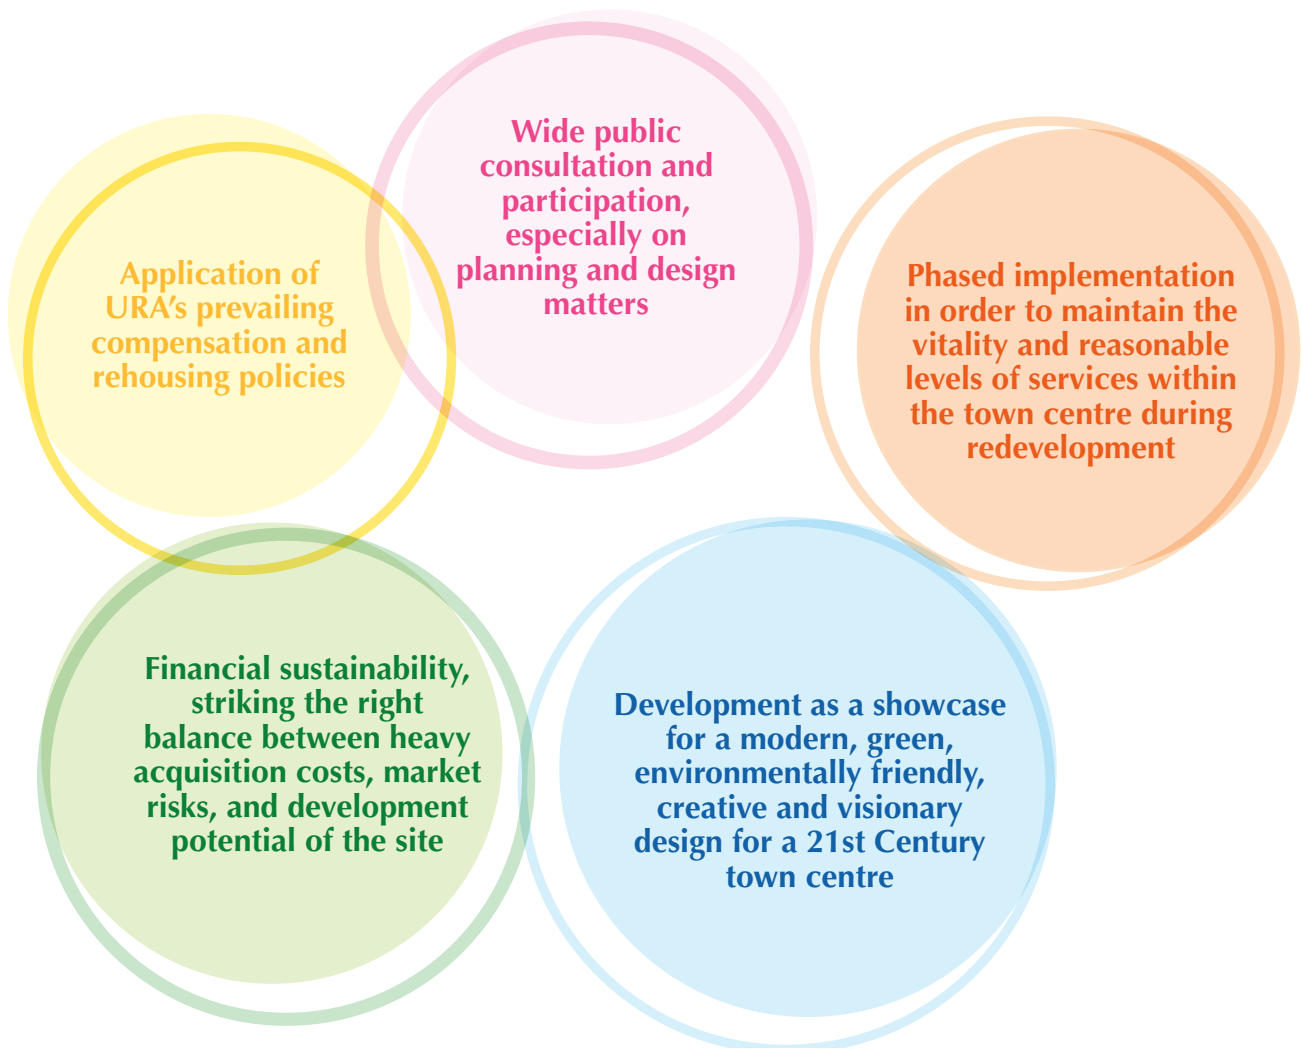 Wide public
consultation and
participation,
especially on
planning and design
matters
Application of
URA’s prevailing
compensation and
rehousing policies
Phased implementation
in order to maintain the
vitality and reasonable
levels of services within
the town centre during
redevelopment
Financial sustainability,
striking the right
balance between heavy
acquisition costs, market
risks, and development
potential of the site
Development as a showcase
for a modern, green,
environmentally friendly,
creative and visionary
design for a 21st Century
town centre